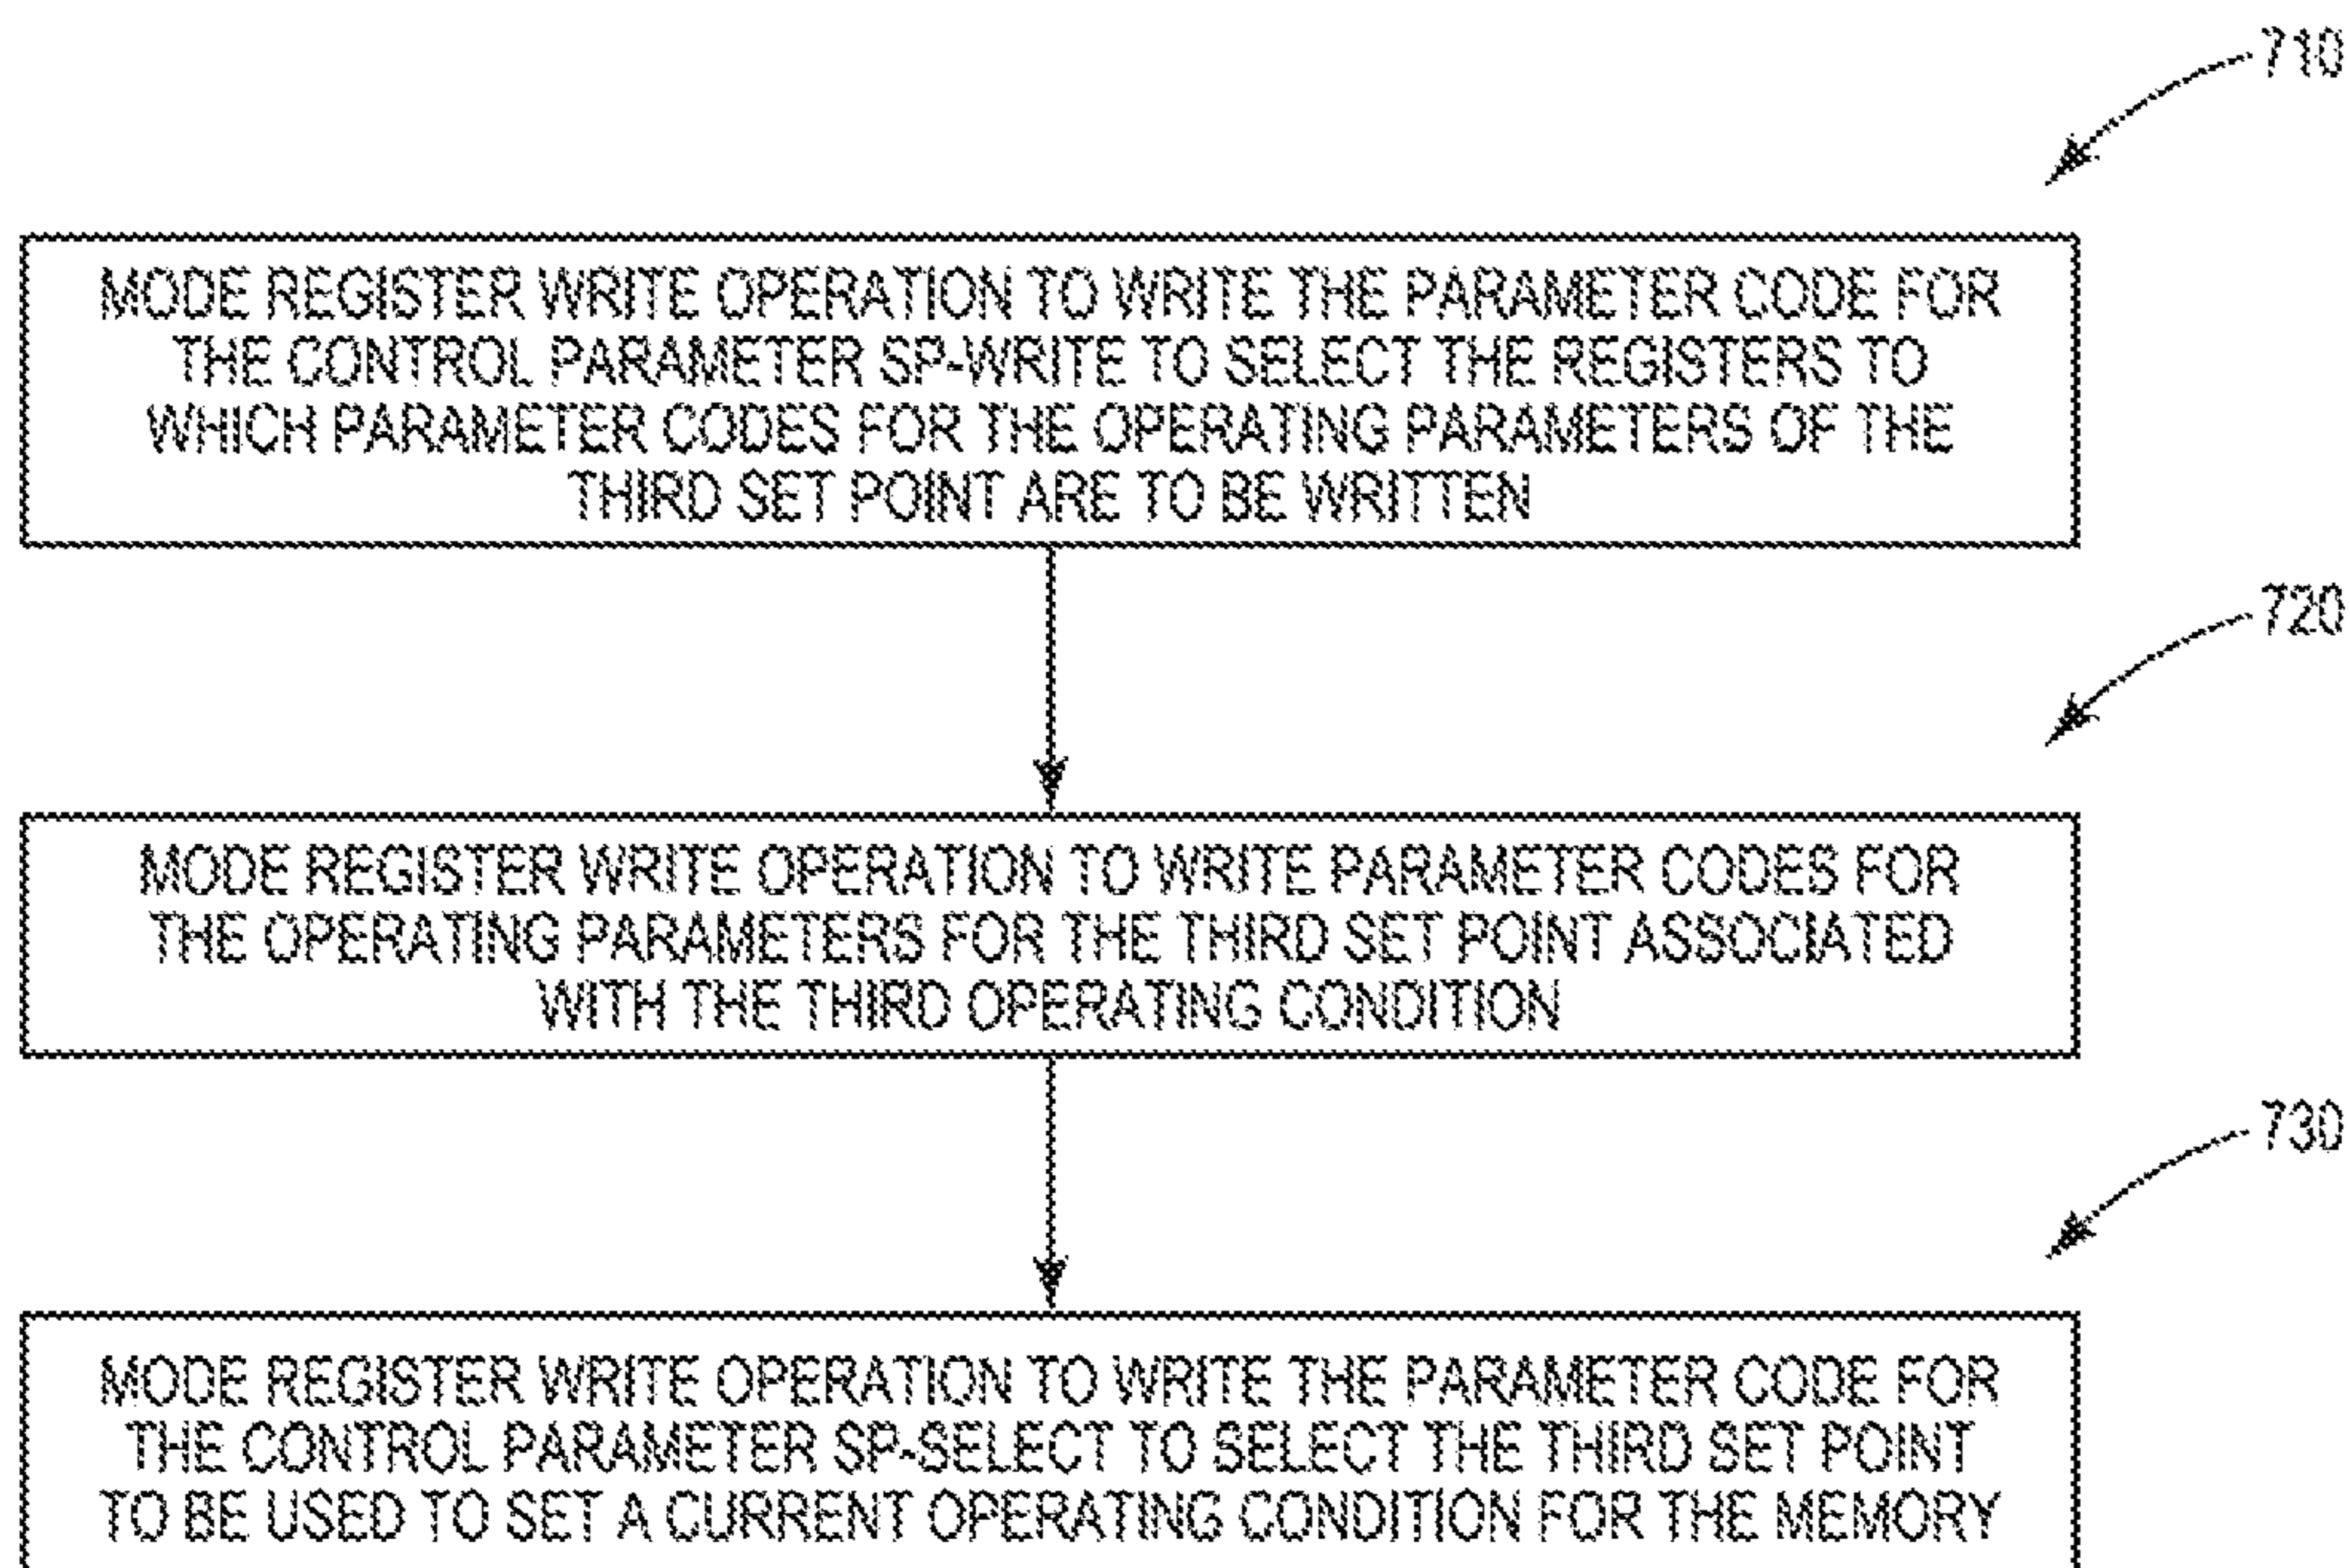 710
MODE REGISTER WRITE OPERATION TO WRITE THE PARAMETER CODE FOR
THE CONTROL PARAMETER SP-WRITE TO SELECT THE REGISTERS TO
WHICH PARAMETER CODES FOR THE OPERATING PARAMETERS OF THE
THIRD SET POINT ARE TO BE WRITTEN
720
MODE REGISTER WRITE OPERATION TO WRITE PARAMETER CODES FOR
THE OPERATING PARAMETERS FOR THE THIRD SET POINT ASSOCIATED
WITH THE THIRD OPERATING CONDITION
730
MODE REGISTER WRITE OPERATION TO WRITE THE PARAMETER CODE FOR
THE CONTROL PARAMETER SP-SELECT TO SELECT THE THIRD SET POINT
TO BE USED TO SET A CURRENT OPERATING CONDITION FOR THE MEMORY